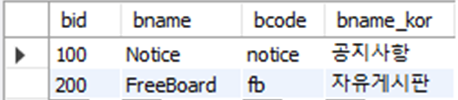 bid bname bcode bname_kor
100 Notice notice 공지사항
200 FreeBoard fb 자유게시판